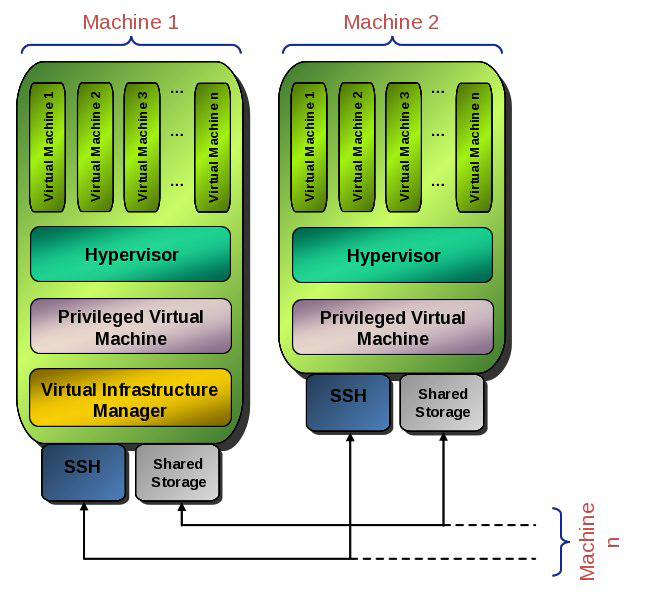 Machine 1
Virtual Machine 1
Virtual Machine 2
Virtual Machine 3
...
...
...
Virtual Machine n
Hypervisor
Privileged Virtual
Machine
Virtual Infrastructure
Manager
SSH
Shared
Storage
Machine 2
Virtual Machine 1
Virtual Machine 2
Virtual Machine 3
...
...
...
Virtual Machine n
Hypervisor
Privileged Virtual
Machine
SSH
Shared
Storage
Machine
n